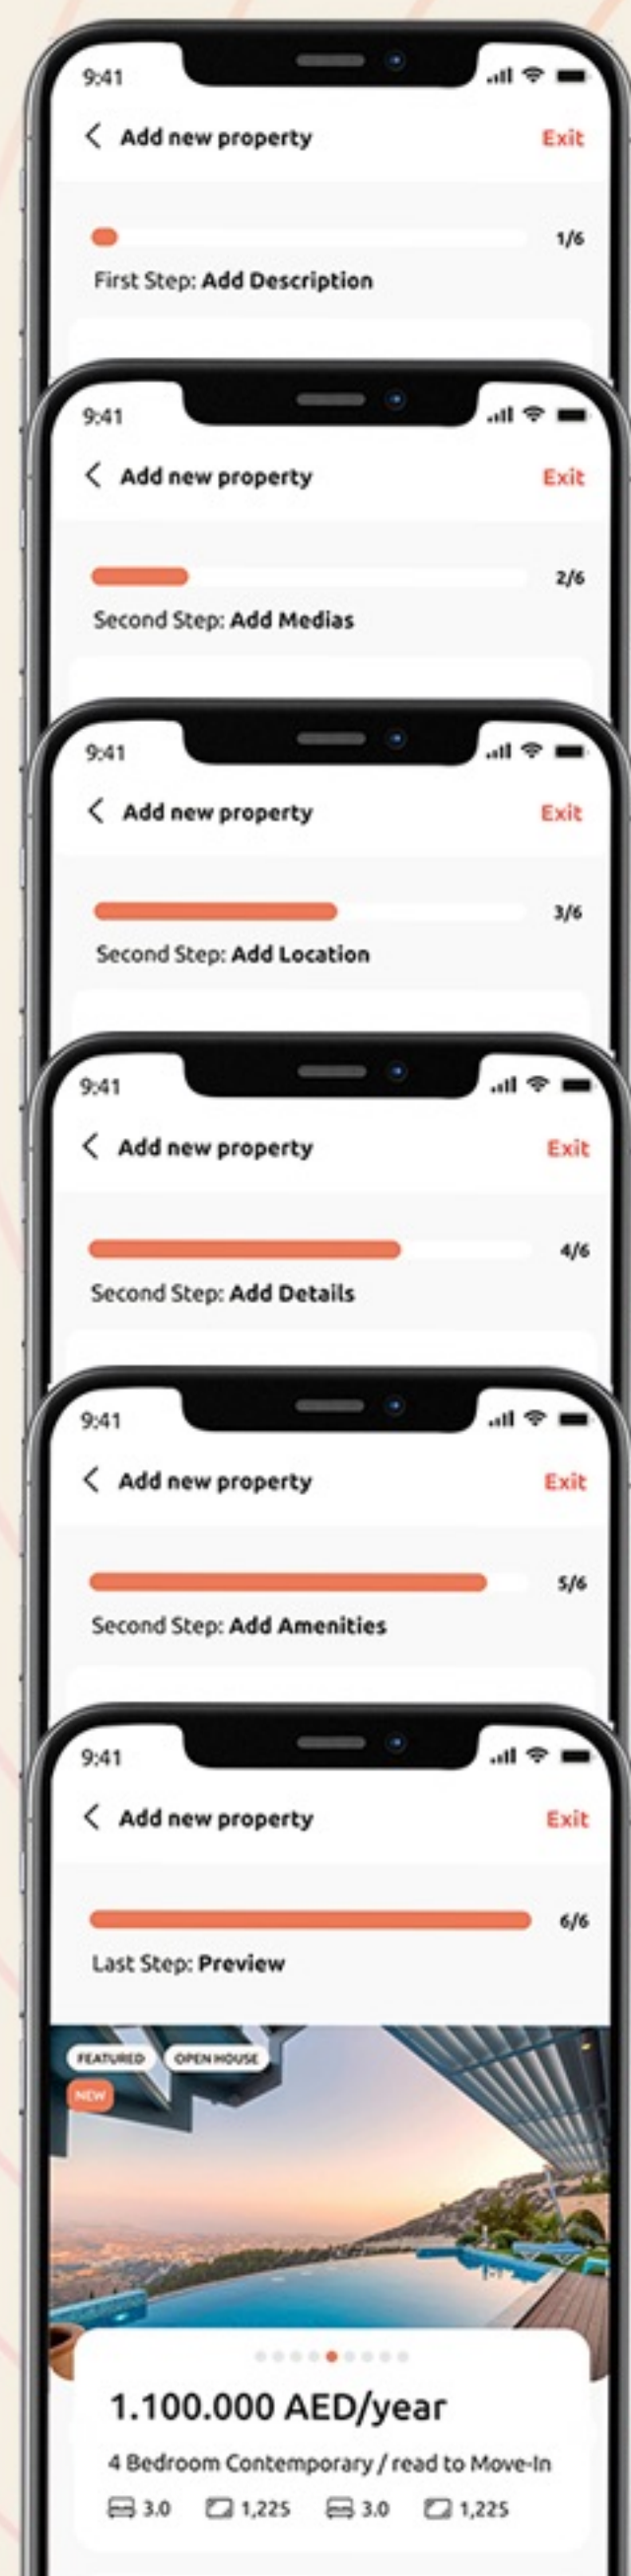 9:41
Add new property Exit
1/6
First Step: Add Description
9:41
Add new property Exit
2/6
Second Step: Add Medias
9:41
Add new property Exit
3/6
Second Step: Add Location
9:41
Add new property Exit
4/6
Second Step: Add Details
9:41
Add new property Exit
5/6
Second Step: Add Amenities
9:41
Add new property Exit
6/6
Last Step: Preview
FEATURED OPEN HOUSE
NEW
1.100.000 AED/year
4 Bedroom Contemporary / read to Move-In
3.0 1,225 3.0 1,225